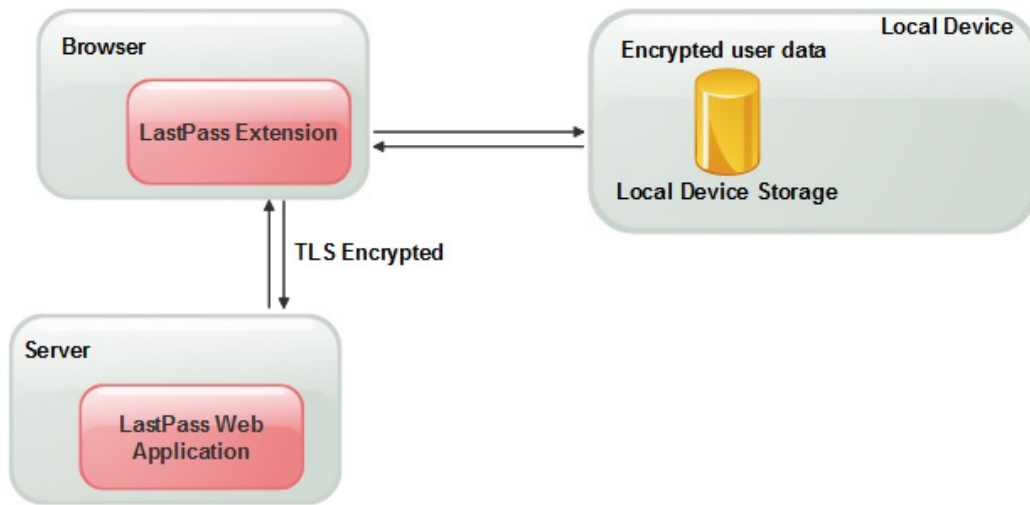 Browser
LastPass Extension
Local Device
Encrypted user data
Local Device Storage
TLS Encrypted
Server
LastPass Web
Application